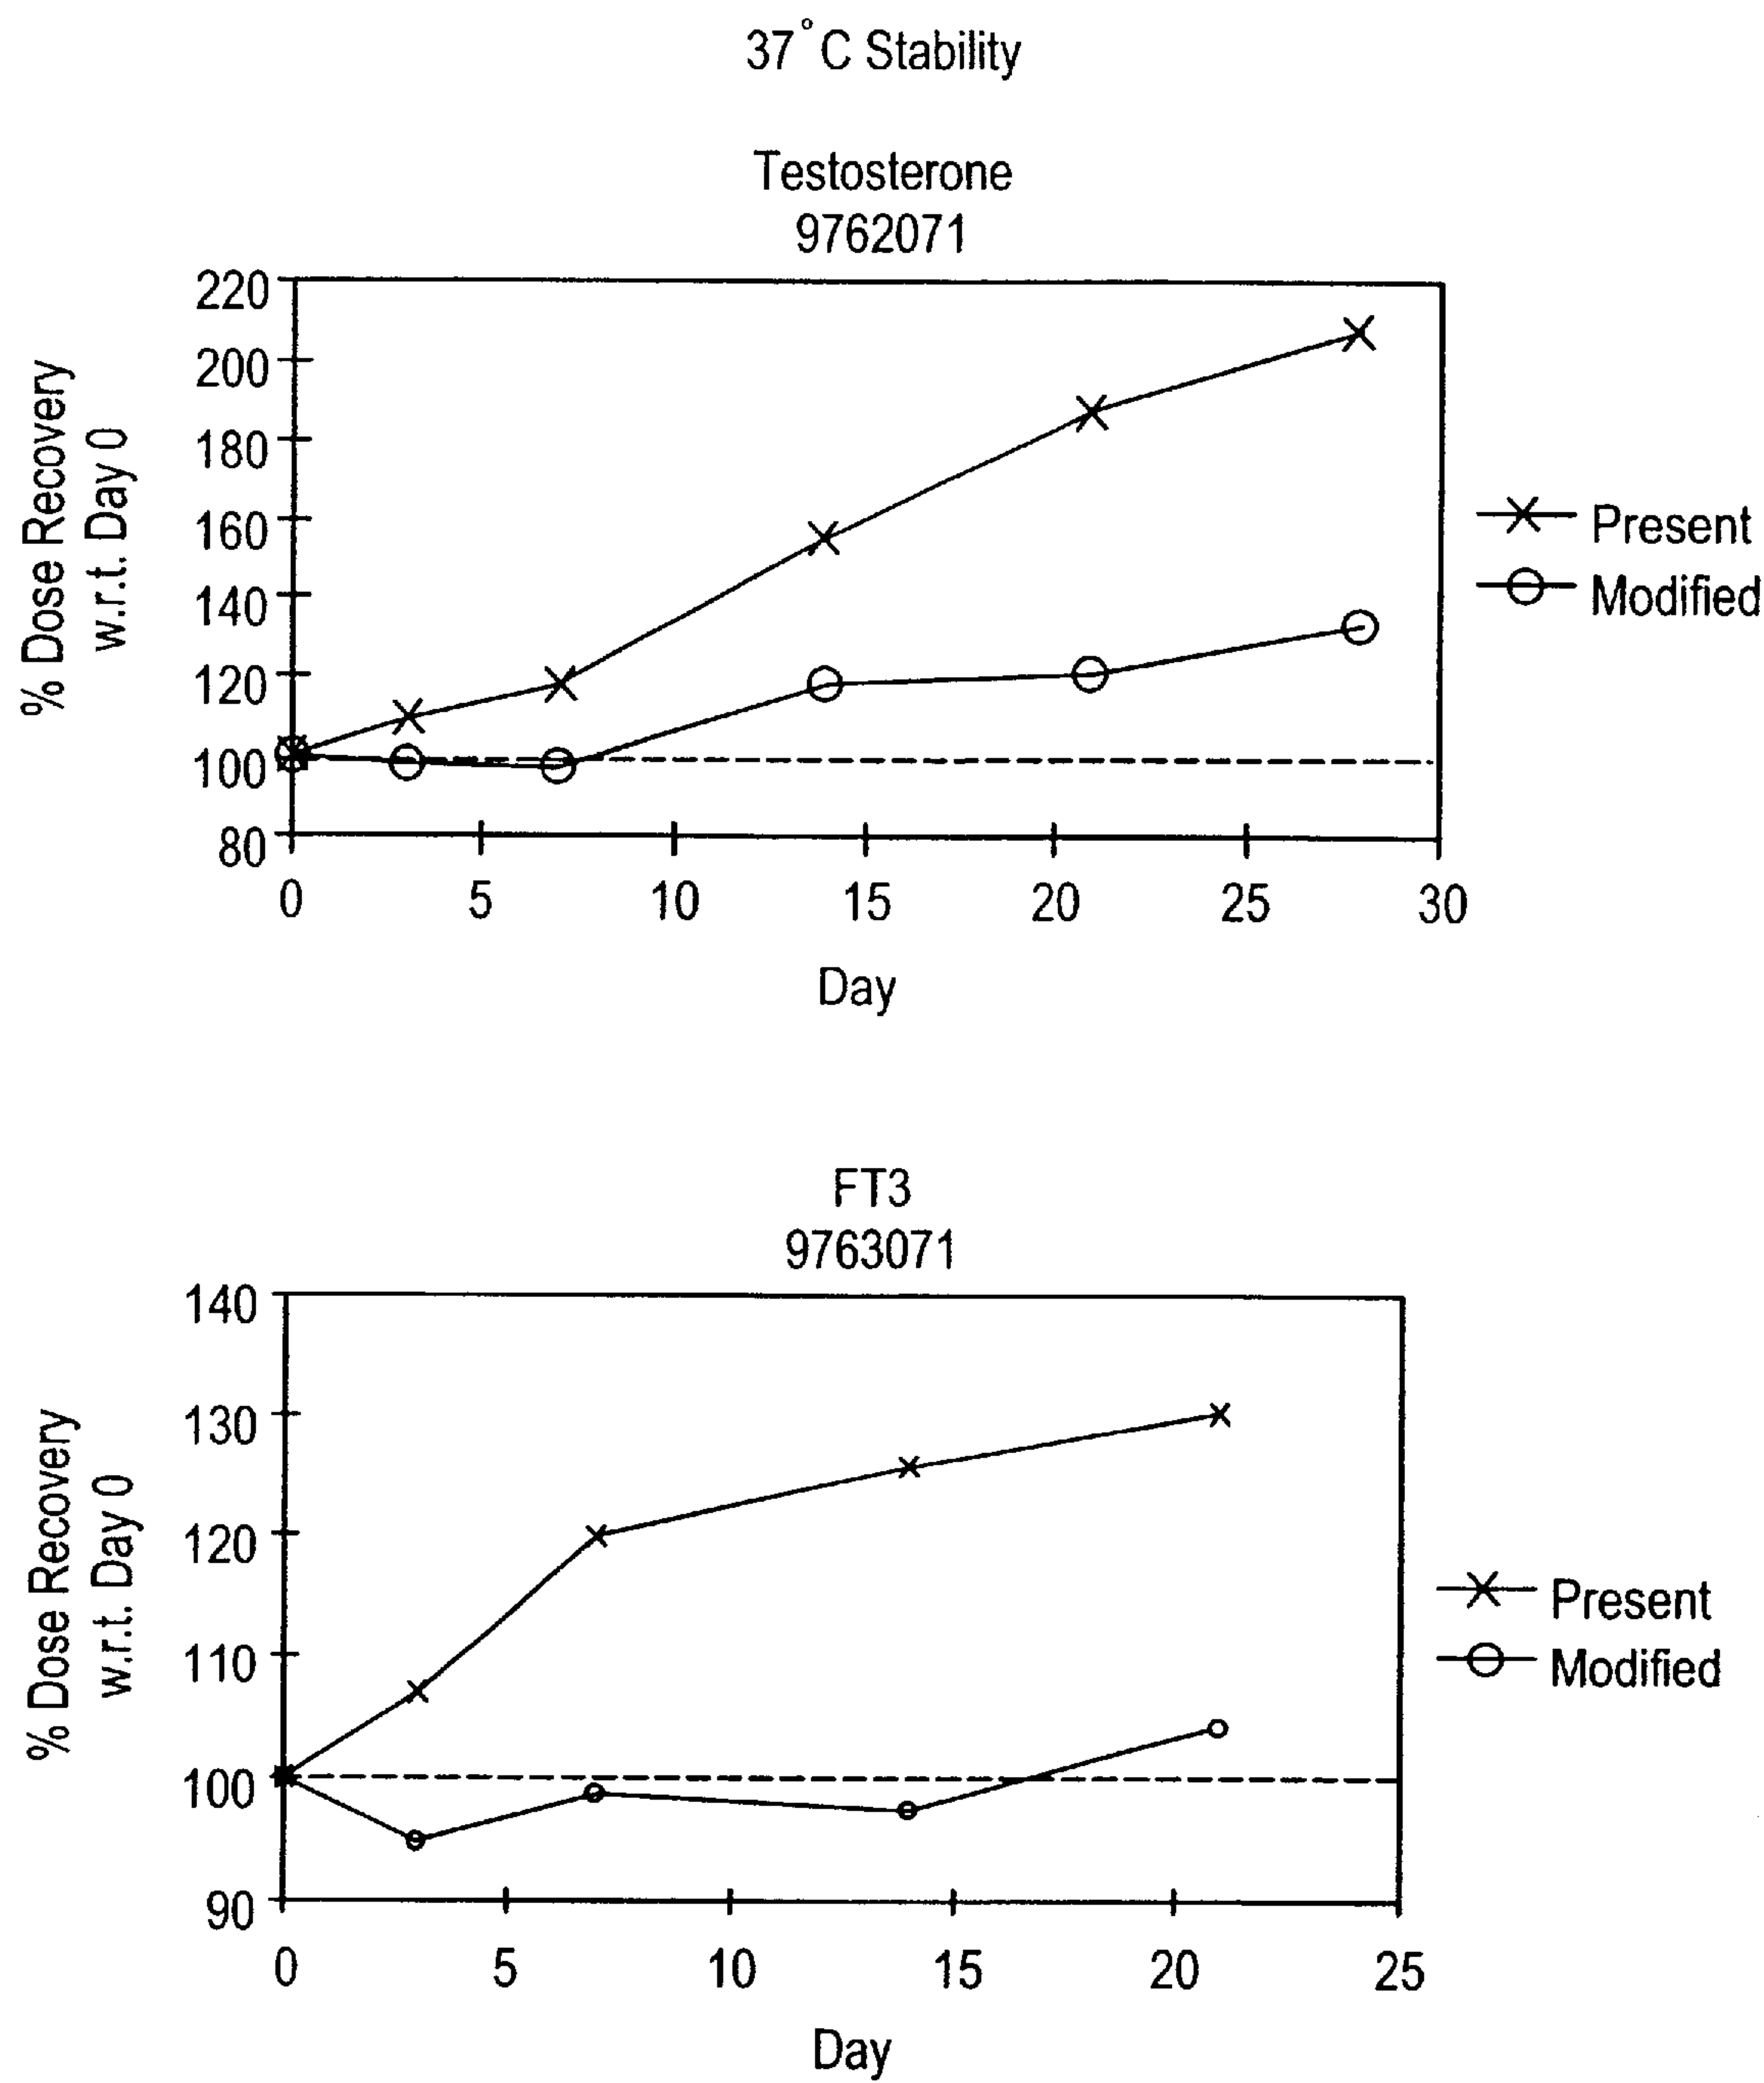 37°C Stability
Testosterone
9762071
% Dose Recovery
w.r.t. Day 0
220
200
180
160
140
120
100
80
0 5 10 15 20 25 30
Day
Present
Modified
FT3
9763071
% Dose Recovery
w.r.t. Day 0
140
130
120
110
100
90
0 5 10 15 20 25
Day
Present
Modified